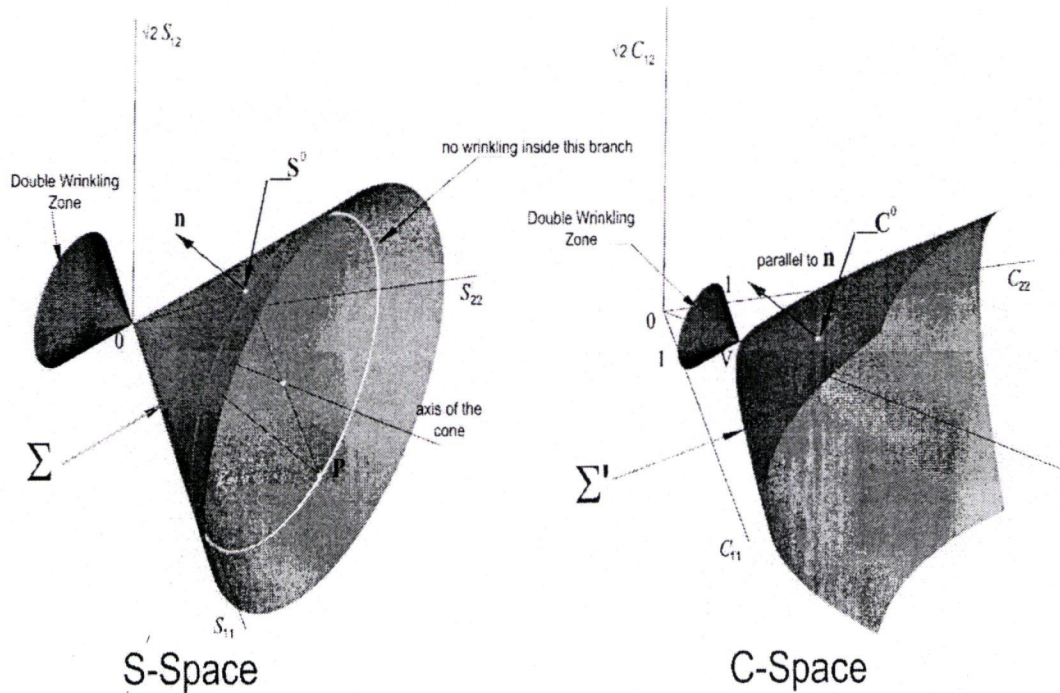 √2 S₁₂
no wrinkling inside this branch
Double Wrinkling
Zone
S⁰
n
S₂₂
0
axis of the
cone
P
Σ
S₁₁
S-Space
√2 C₁₂
Double Wrinkling
Zone
C⁰
parallel to n
1
C₂₂
0
1
V
Σ'
C₁₁
C-Space